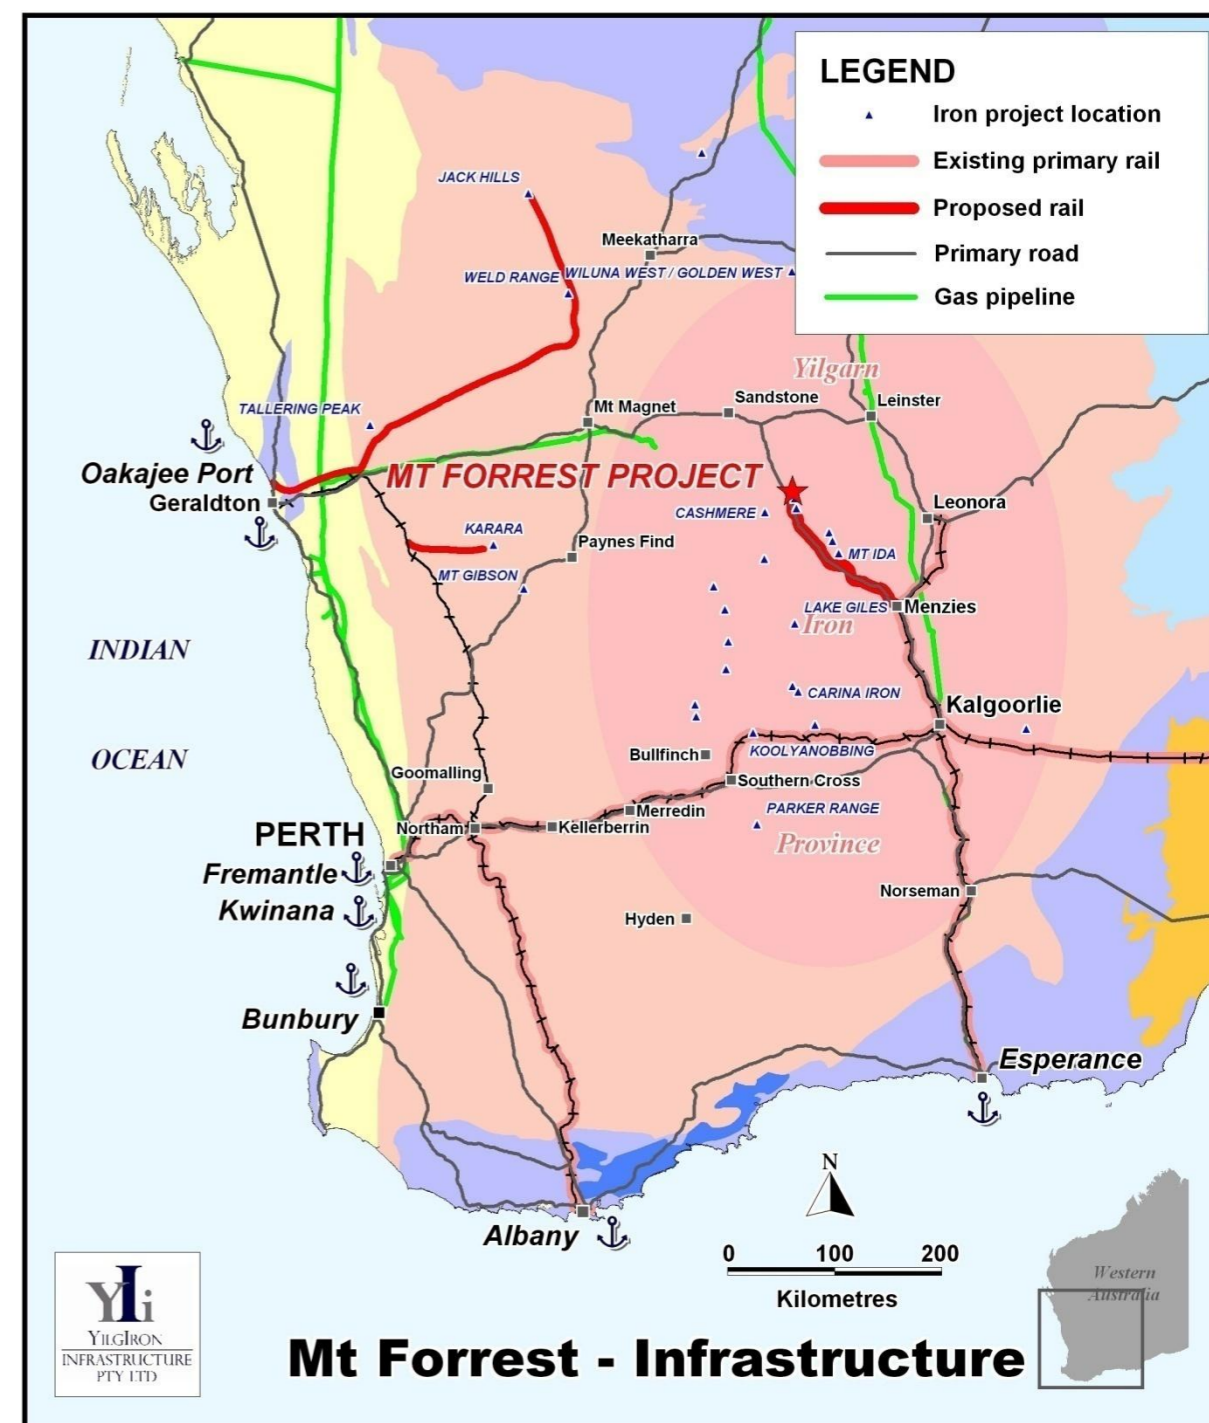 LEGEND
Iron project location
Existing primary rail
Proposed rail
Primary road
Gas pipeline
JACK HILLS
Meekatharra
WELD RANGE
WILUNA WEST / GOLDEN WEST
Yilgarn
Sandstone
Leinster
TALLERING PEAK
Mt Magnet
Oakajee Port
MT FORREST PROJECT
Geraldton
CASHMERE
Leonora
KARARA
Paynes Find
MT IDA
MT GIBSON
LAKE GILES
Menzies
Iron
INDIAN
CARINA IRON
Kalgoorlie
OCEAN
Bullfinch
KOOLYANOBBING
Goomalling
Southern Cross
Merredin
PARKER RANGE
PERTH
Northam
Kellerberrin
Province
Fremantle
Norseman
Kwinana
Hyden
Bunbury
Esperance
N
Albany
0 100 200
Kilometres
Western
Australia
YIi
YILGIRON
INFRASTRUCTURE
PTY LTD
Mt Forrest - Infrastructure